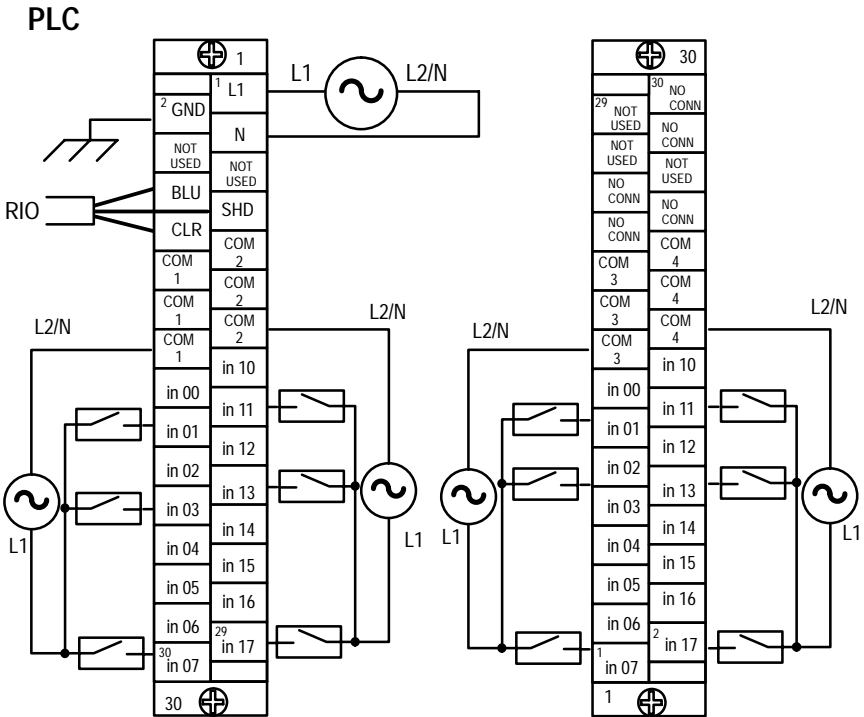 PLC
1
1
L1
2
GND
N
NOT
USED
NOT
USED
BLU
SHD
CLR
COM
2
COM
1
COM
2
COM
1
COM
2
COM
1
in 10
in 00
in 11
in 01
in 12
in 02
in 13
in 03
in 14
in 04
in 15
in 05
in 16
in 06
29
in 17
30
in 07
30
L1
L2/N
RIO
L2/N
L1
L2/N
L1
30
30
NO
CONN
29
NOT
USED
NO
CONN
NOT
USED
NOT
USED
NO
CONN
NO
CONN
NO
CONN
COM
4
COM
3
COM
4
COM
3
COM
4
COM
3
in 10
in 00
in 11
in 01
in 12
in 02
in 13
in 03
in 14
in 04
in 15
in 05
in 16
in 06
2
in 17
1
in 07
1
L2/N
L1
L2/N
L1